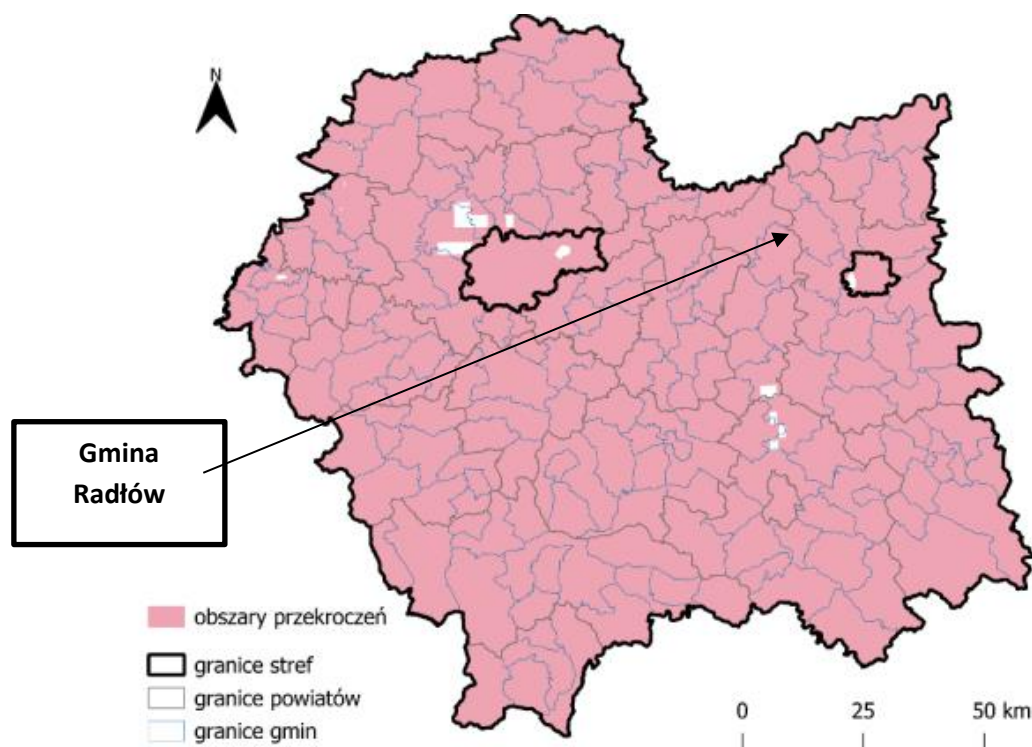 N
Gmina
Radłów
obszary przekroczeń
granice stref
granice powiatów
granice gmin
0 25 50 km